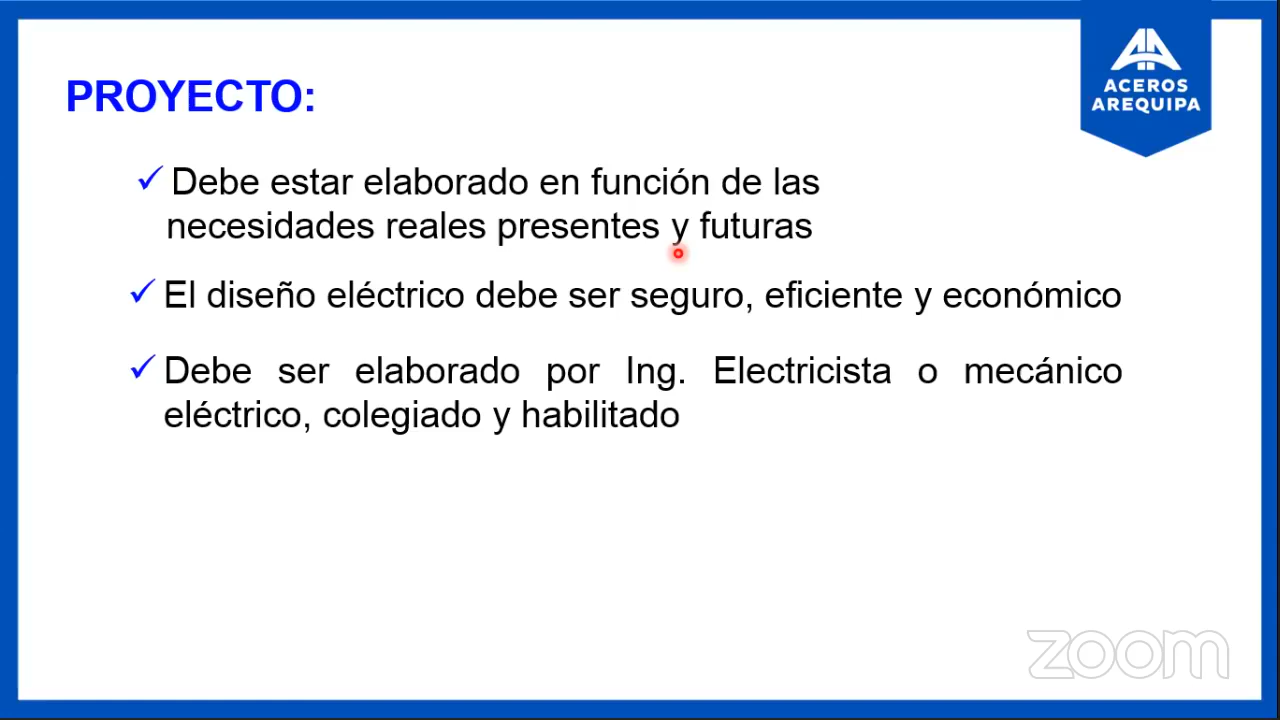 ACEROS
AREQUIPA
PROYECTO:
✓ Debe estar elaborado en función de las
necesidades reales presentes y futuras
✓ El diseño eléctrico debe ser seguro, eficiente y económico
✓ Debe ser elaborado por Ing. Electricista o mecánico
eléctrico, colegiado y habilitado
zoom